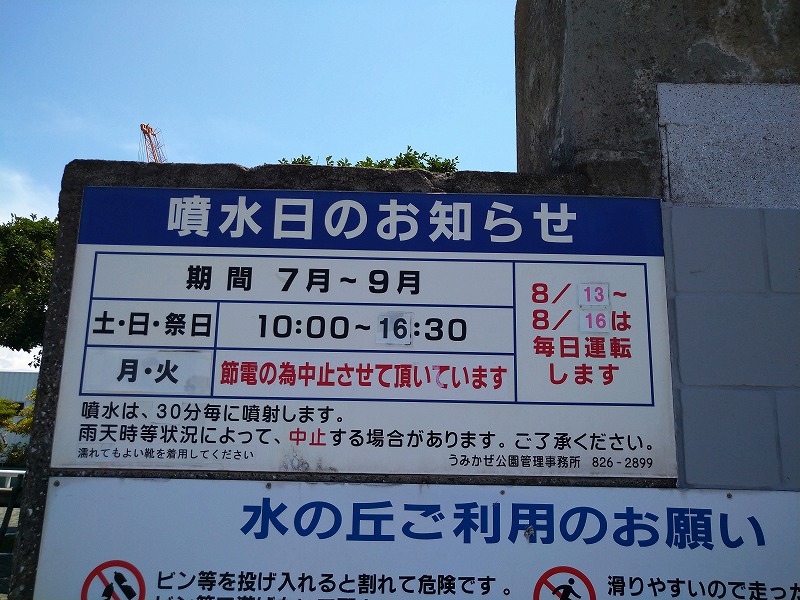 噴水日のお知らせ
期間 7月～9月
土・日・祭日 10:00～16:30
月・火 節電の為中止させて頂いています
8／13～
8／16は
毎日運転
します
噴水は、30分毎に噴射します。
雨天時等状況によって、中止する場合があります。ご了承ください。
濡れてもよい靴を着用してください
うみかぜ公園管理事務所 826-2899
水の丘ご利用のお願い
ビン等を投げ入れると割れて危険です。
滑りやすいので走った